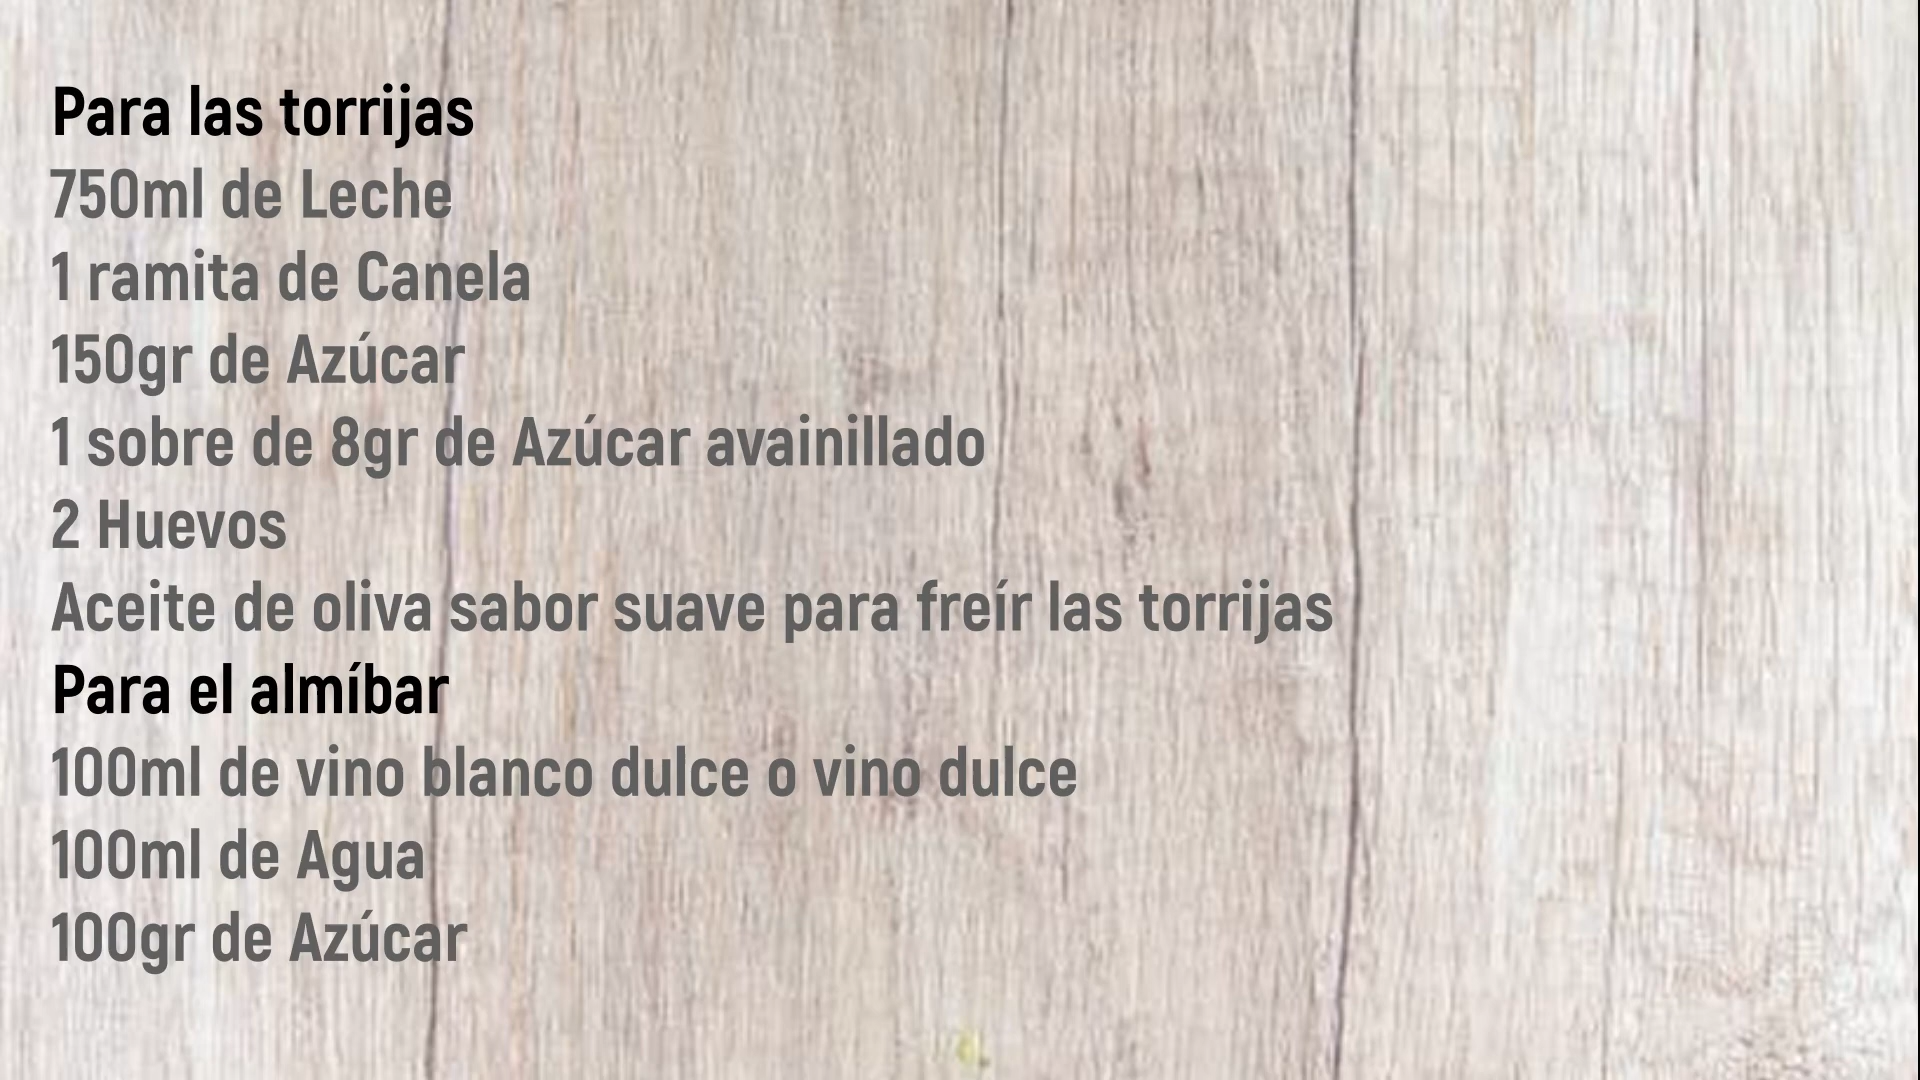 Para las torrijas
750ml de Leche
1 ramita de Canela
150gr de Azúcar
1 sobre de 8gr de Azúcar avainillado
2 Huevos
Aceite de oliva sabor suave para freír las torrijas
Para el almíbar
100ml de vino blanco dulce o vino dulce
100ml de Agua
100gr de Azúcar